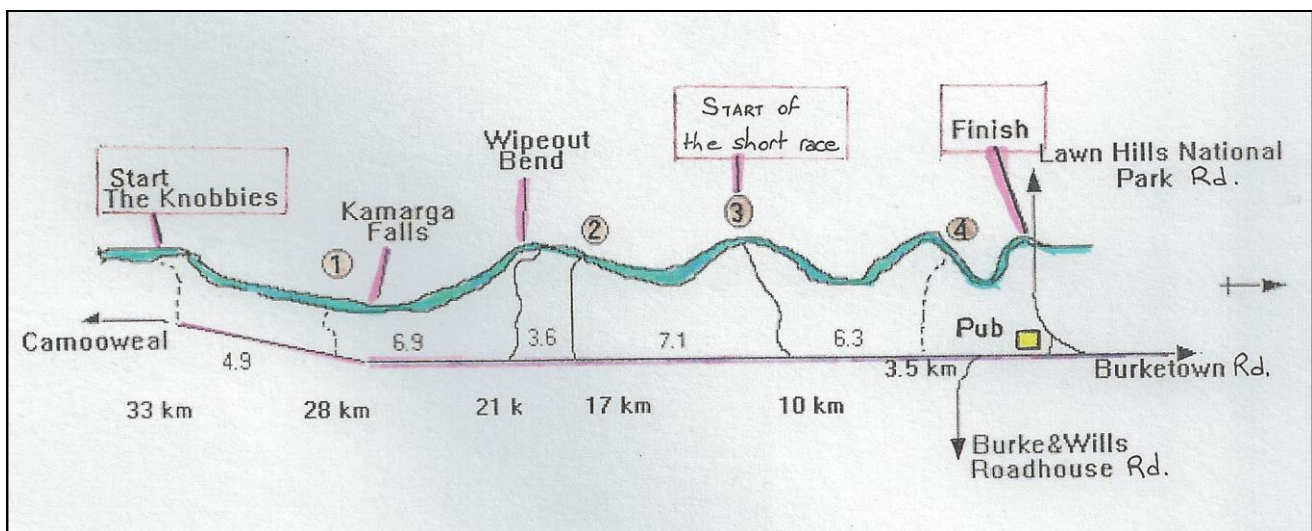 START of
the short race
Finish
Wipeout
Bend
Lawn Hills National
Park Rd.
Start
The Knobbies
Kamarga
Falls
1
2
3
4
Camooweal
4.9
6.9
3.6
7.1
6.3
3.5 km
Pub
Burketown Rd.
33 km
28 km
21 k
17 km
10 km
Burke&Wills
Roadhouse Rd.